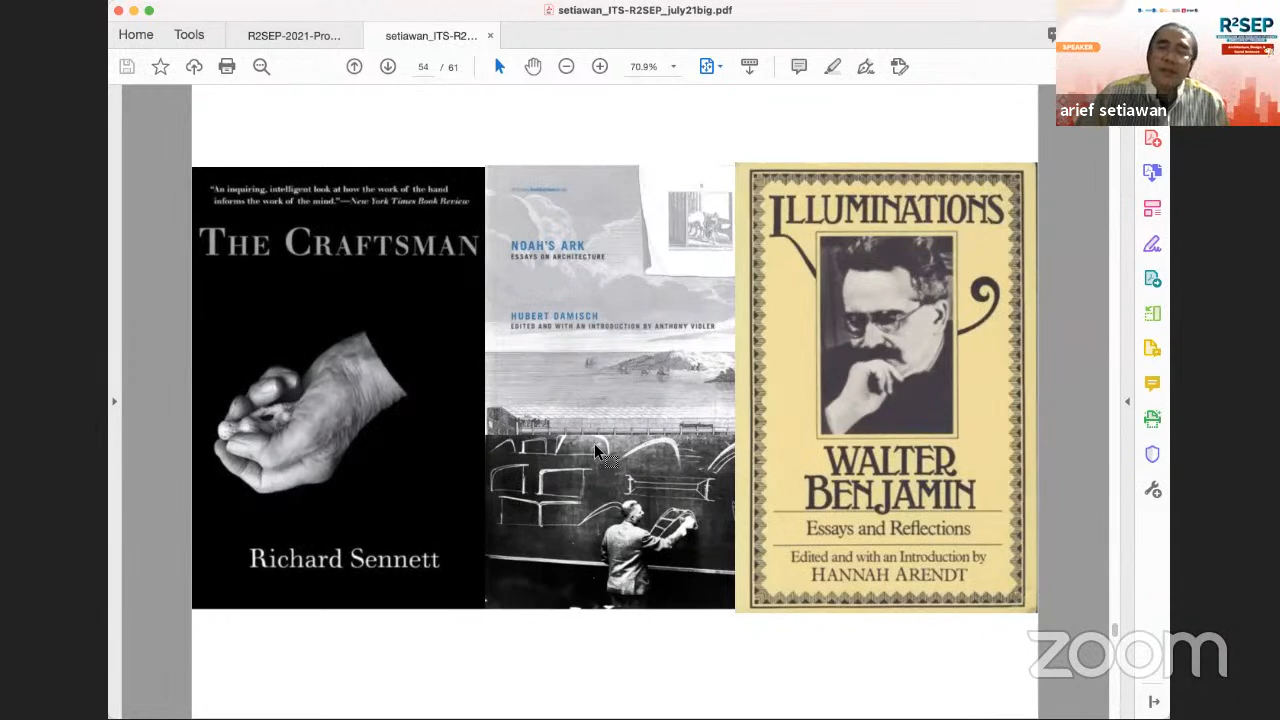 setiawan_ITS-R2SEP_july21big.pdf
Home
Tools
R2SEP-2021-Pro...
setiawan_ITS-R2...
54 / 61
70.9%
R²SEP
SPEAKER
arief setiawan
"An inquiring, intelligent look at how the work of the hand
informs the work of the mind."—New York Times Book Review
THE CRAFTSMAN
Richard Sennett
NOAH'S ARK
ESSAYS ON ARCHITECTURE
HUBERT DAMISCH
EDITED AND WITH AN INTRODUCTION BY ANTHONY VIDLER
ILLUMINATIONS
WALTER
BENJAMIN
Essays and Reflections
Edited and with an Introduction by
HANNAH ARENDT
zoom